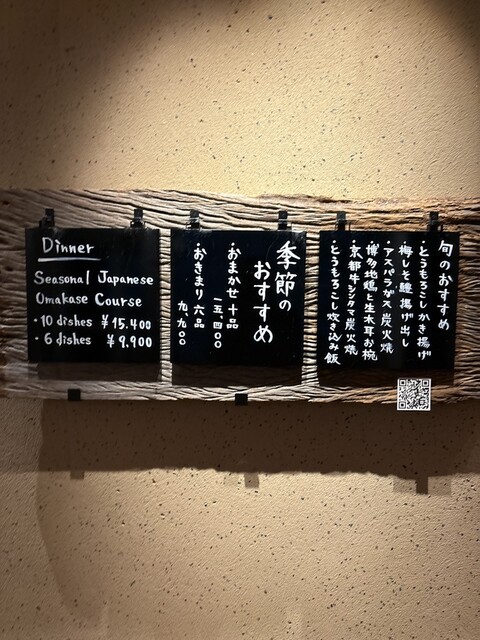 Dinner
Seasonal Japanese
Omakase Course
・10 dishes ¥15.400
・6 dishes ¥9.900
季節の
おすすめ
・おまかせ十品
一五、四〇〇
・おきまり六品
九、九〇〇
旬のおすすめ
・とうもろこしかき揚げ
・梅しそ鰻揚げ出し
・アスパラガス炭火焼
・博多地鶏と生木耳お椀
・京都牛シンタマ炭火焼
・とうもろこし炊き込み飯